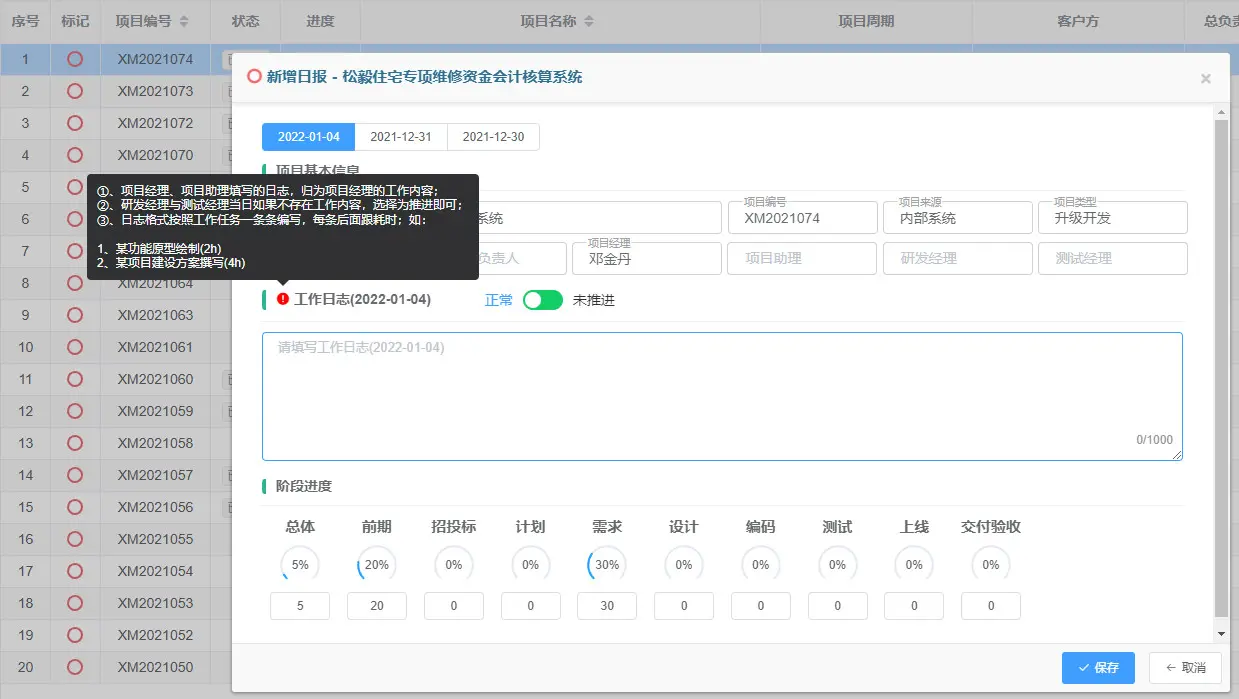 序号 标记 项目编号 状态 进度 项目名称 项目周期 客户方
1 XM2021074
2 XM2021073
3 XM2021072
4 XM2021070
5
6
7
8 XM2021064
9 XM2021063
10 XM2021061
11 XM2021060
12 XM2021059
13 XM2021058
14 XM2021057
15 XM2021056
16 XM2021055
17 XM2021054
18 XM2021053
19 XM2021052
20 XM2021050
新增日报 - 松毅住宅专项维修资金会计核算系统
2022-01-04 2021-12-31 2021-12-30
项目基本信息
①、项目经理、项目助理填写的日志，归为项目经理的工作内容；
②、研发经理与测试经理当日如果不存在工作内容，选择为推进即可；
③、日志格式按照工作任务一条条编写，每条后面跟耗时；如：
1、某功能原型绘制(2h)
2、某项目建设方案撰写(4h)
系统
项目编号
XM2021074
项目来源
内部系统
项目类型
升级开发
负责人
项目经理
邓金丹
项目助理
研发经理
测试经理
工作日志(2022-01-04) 正常 未推进
请填写工作日志(2022-01-04)
0/1000
阶段进度
总体 前期 招投标 计划 需求 设计 编码 测试 上线 交付验收
5% 20% 0% 0% 30% 0% 0% 0% 0% 0%
5 20 0 0 30 0 0 0 0 0
保存 取消